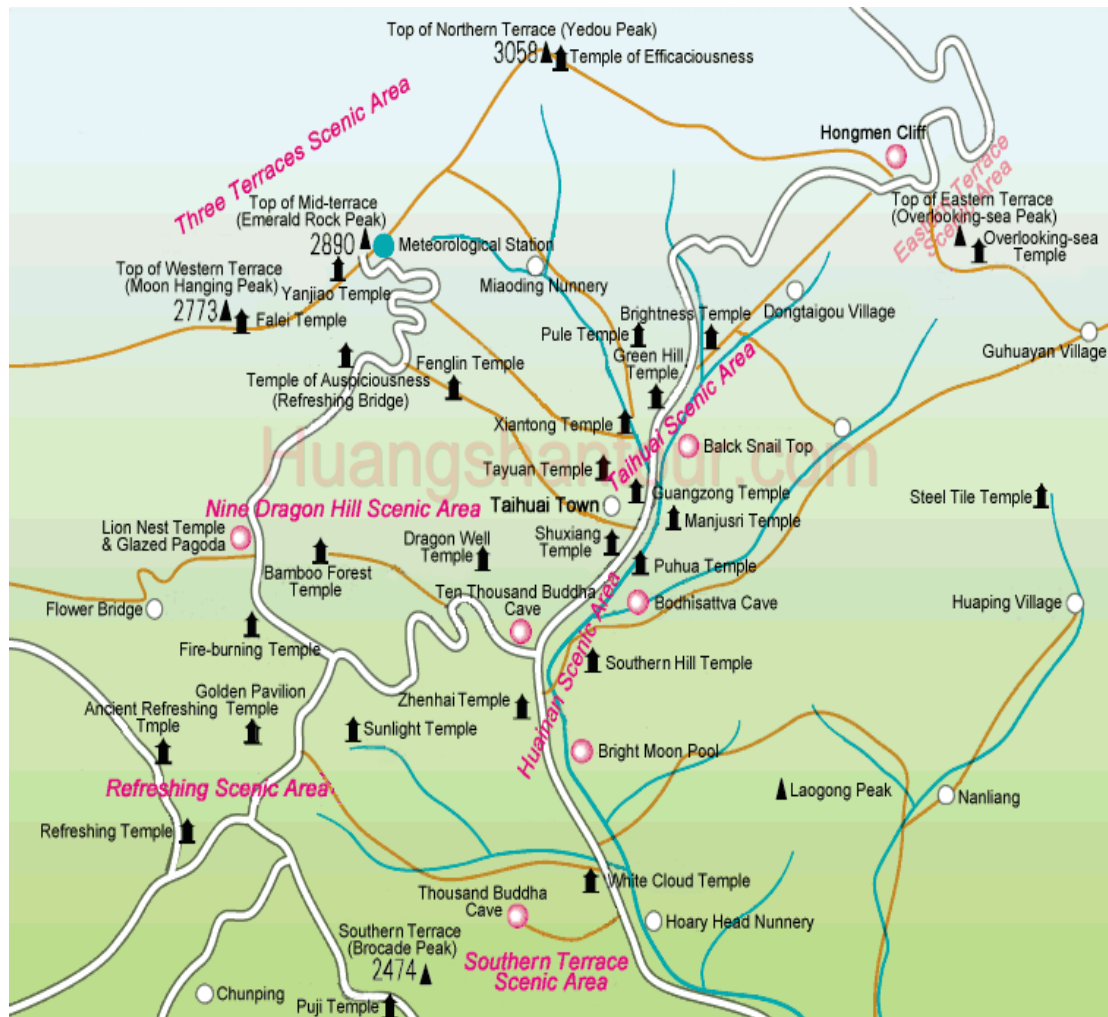 Top of Northern Terrace (Yedou Peak)
3058
Temple of Efficaciousness
Three Terraces Scenic Area
Hongmen Cliff
Eastern Terrace
Scenic Area
Top of Mid-terrace
(Emerald Rock Peak)
2890
Meteorological Station
Top of Eastern Terrace
(Overlooking-sea Peak)
Overlooking-sea
Temple
Top of Western Terrace
(Moon Hanging Peak)
2773
Falei Temple
Yanjiao Temple
Miaoding Nunnery
Dongtaigou Village
Brightness Temple
Pule Temple
Green Hill
Temple
Guhuayan Village
Fenglin Temple
Temple of Auspiciousness
(Refreshing Bridge)
Taihuai Scenic Area
Xiantong Temple
Balck Snail Top
Huangshantour.com
Tayuan Temple
Guangzong Temple
Steel Tile Temple
Taihuai Town
Nine Dragon Hill Scenic Area
Manjusri Temple
Lion Nest Temple
& Glazed Pagoda
Dragon Well
Temple
Shuxiang
Temple
Bamboo Forest
Temple
Puhua Temple
Ten Thousand Buddha
Cave
Bodhisattva Cave
Huaping Village
Flower Bridge
Fire-burning Temple
Huainan Scenic Area
Southern Hill Temple
Golden Pavilion
Temple
Zhenhai Temple
Ancient Refreshing
Tmple
Sunlight Temple
Bright Moon Pool
Refreshing Scenic Area
Laogong Peak
Nanliang
Refreshing Temple
White Cloud Temple
Thousand Buddha
Cave
Hoary Head Nunnery
Southern Terrace
(Brocade Peak)
2474
Southern Terrace
Scenic Area
Chunping
Puji Temple